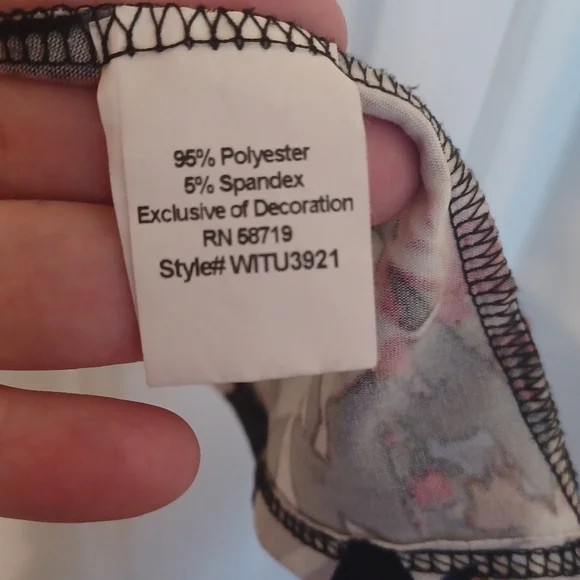 95% Polyester
5% Spandex
Exclusive of Decoration
RN 58719
Style# WITU3921